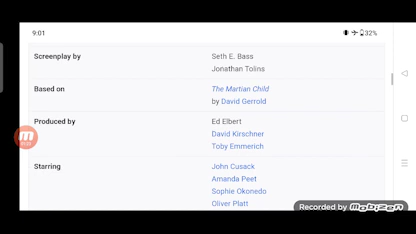 9:01
32%
Screenplay by
Seth E. Bass
Jonathan Tolins
Based on
The Martian Child
by David Gerrold
Produced by
Ed Elbert
David Kirschner
Toby Emmerich
Starring
John Cusack
Amanda Peet
Sophie Okonedo
Oliver Platt
Recorded by Mobizen